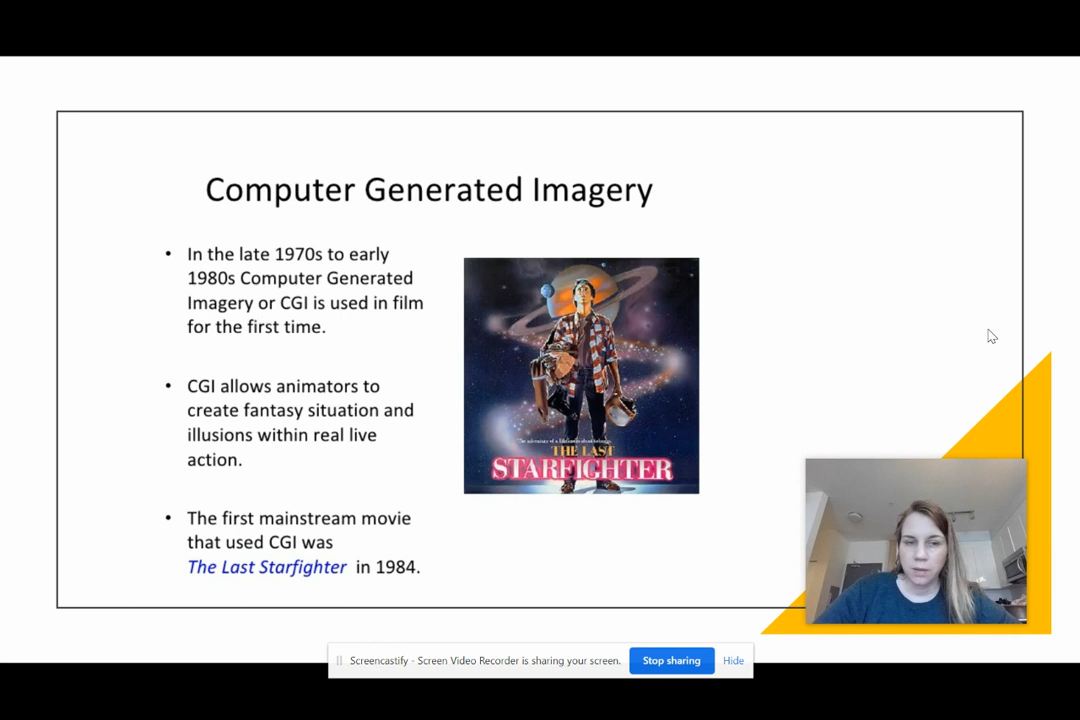 Computer Generated Imagery
• In the late 1970s to early
1980s Computer Generated
Imagery or CGI is used in film
for the first time.
• CGI allows animators to
create fantasy situation and
illusions within real live
action.
• The first mainstream movie
that used CGI was
The Last Starfighter in 1984.
THE LAST
STARFIGHTER
Screencastify - Screen Video Recorder is sharing your screen. Stop sharing Hide